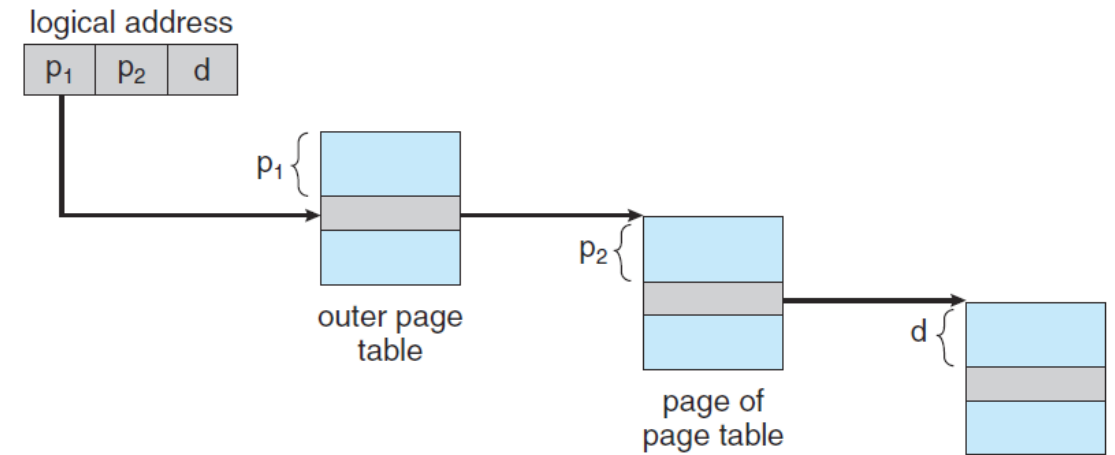 logical address
p₁ p₂ d
p₁
outer page
table
p₂
page of
page table
d